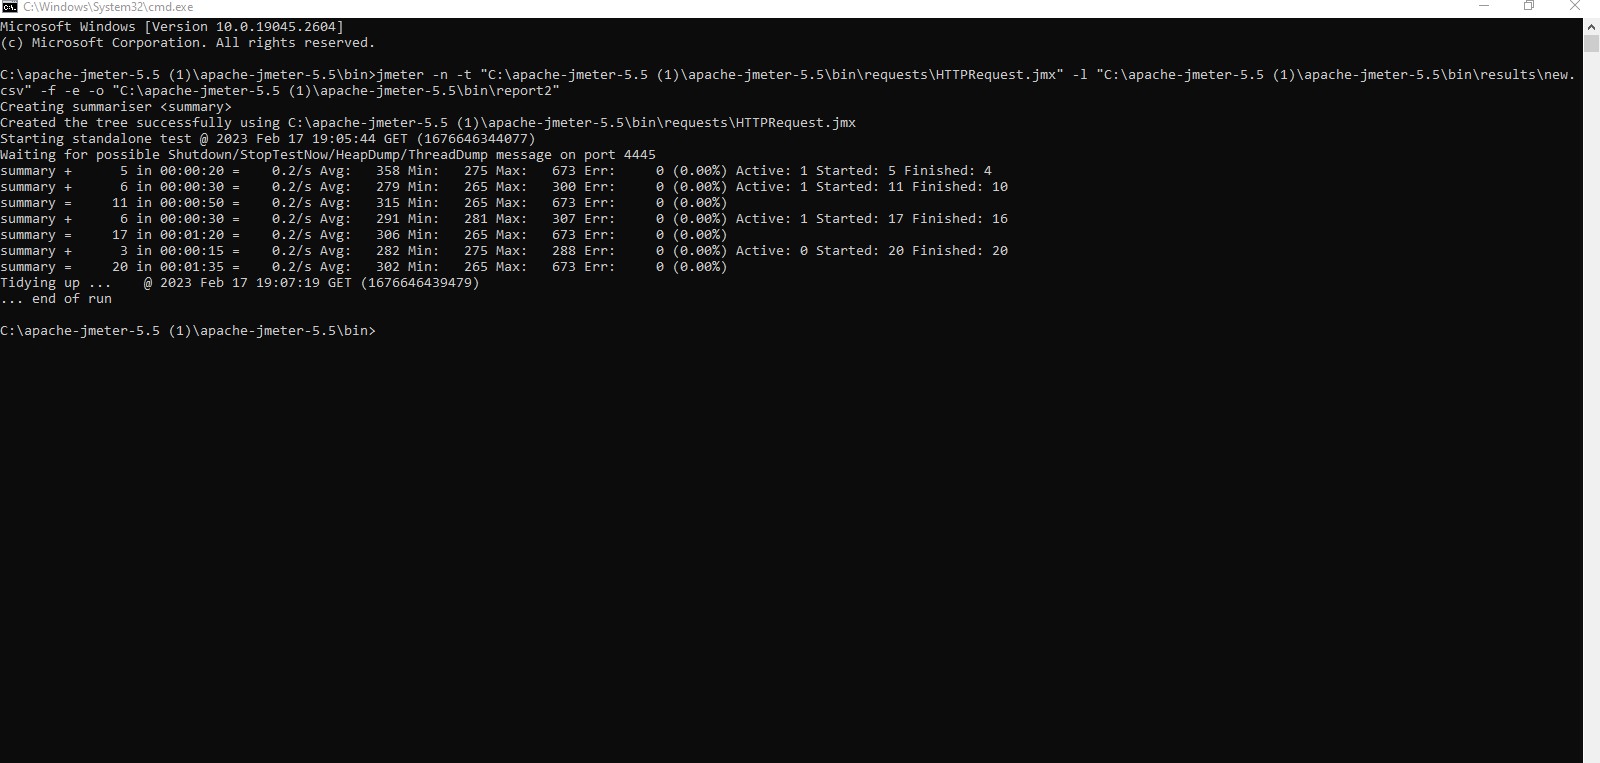 C:\Windows\System32\cmd.exe
Microsoft Windows [Version 10.0.19045.2604]
(c) Microsoft Corporation. All rights reserved.
C:\apache-jmeter-5.5 (1)\apache-jmeter-5.5\bin>jmeter -n -t "C:\apache-jmeter-5.5 (1)\apache-jmeter-5.5\bin\requests\HTTPRequest.jmx" -l "C:\apache-jmeter-5.5 (1)\apache-jmeter-5.5\bin\results\new.
csv" -f -e -o "C:\apache-jmeter-5.5 (1)\apache-jmeter-5.5\bin\report2"
Creating summariser <summary>
Created the tree successfully using C:\apache-jmeter-5.5 (1)\apache-jmeter-5.5\bin\requests\HTTPRequest.jmx
Starting standalone test @ 2023 Feb 17 19:05:44 GET (1676646344077)
Waiting for possible Shutdown/StopTestNow/HeapDump/ThreadDump message on port 4445
summary +      5 in 00:00:20 =    0.2/s Avg:   358 Min:   275 Max:   673 Err:     0 (0.00%) Active: 1 Started: 5 Finished: 4
summary +      6 in 00:00:30 =    0.2/s Avg:   279 Min:   265 Max:   300 Err:     0 (0.00%) Active: 1 Started: 11 Finished: 10
summary =     11 in 00:00:50 =    0.2/s Avg:   315 Min:   265 Max:   673 Err:     0 (0.00%)
summary +      6 in 00:00:30 =    0.2/s Avg:   291 Min:   281 Max:   307 Err:     0 (0.00%) Active: 1 Started: 17 Finished: 16
summary =     17 in 00:01:20 =    0.2/s Avg:   306 Min:   265 Max:   673 Err:     0 (0.00%)
summary +      3 in 00:00:15 =    0.2/s Avg:   282 Min:   275 Max:   288 Err:     0 (0.00%) Active: 0 Started: 20 Finished: 20
summary =     20 in 00:01:35 =    0.2/s Avg:   302 Min:   265 Max:   673 Err:     0 (0.00%)
Tidying up ...    @ 2023 Feb 17 19:07:19 GET (1676646439479)
... end of run
C:\apache-jmeter-5.5 (1)\apache-jmeter-5.5\bin>